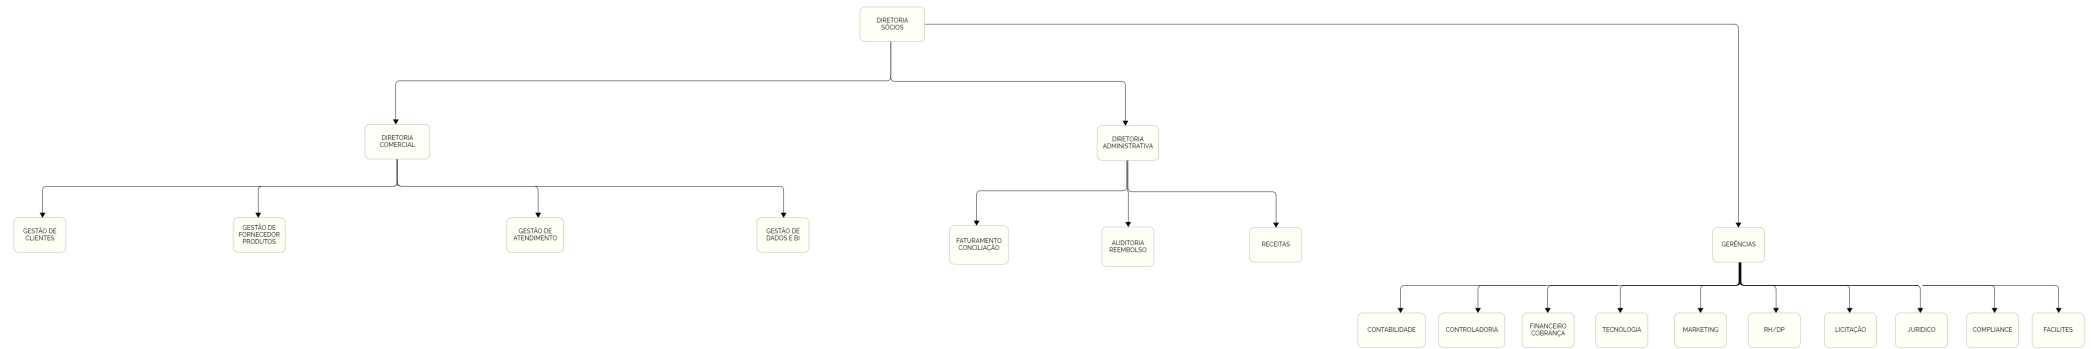 DIRETORIA
SÓCIOS
DIRETORIA
COMERCIAL
DIRETORIA
ADMINISTRATIVA
GESTÃO DE
CLIENTES
GESTÃO DE
FORNECEDOR
PRODUTOS
GESTÃO DE
ATENDIMENTO
GESTÃO DE
DADOS E BI
FATURAMENTO
CONCILIAÇÃO
AUDITORIA
REEMBOLSO
RECEITAS
GERÊNCIAS
CONTABILIDADE
CONTROLADORIA
FINANCEIRO
COBRANÇA
TECNOLOGIA
MARKETING
RH/DP
LICITAÇÃO
JURIDICO
COMPLIANCE
FACILITES